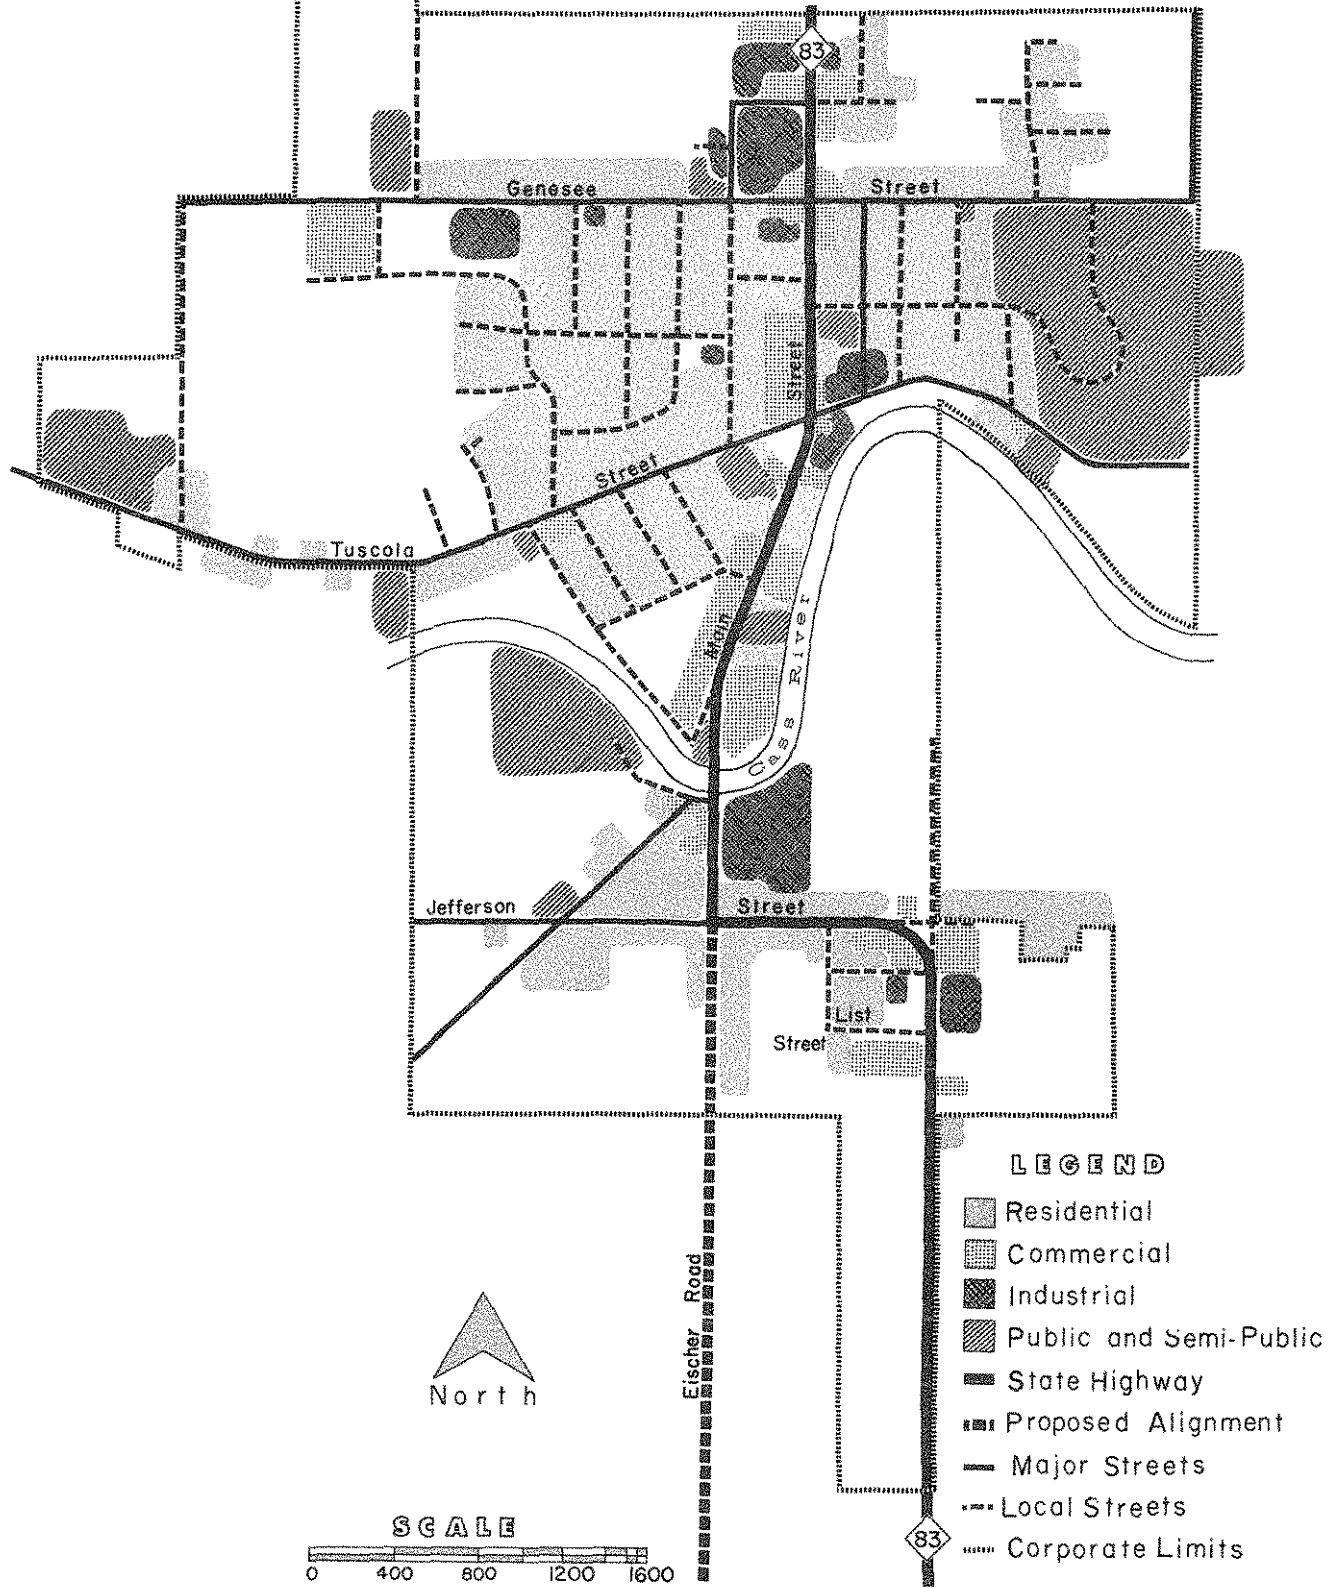 83
Genesee Street
Street
Street
Tuscola
Main
Cass River
Jefferson Street
List
Street
Eischer Road
North
LEGEND
Residential
Commercial
Industrial
Public and Semi-Public
State Highway
Proposed Alignment
Major Streets
Local Streets
Corporate Limits
SCALE
0 400 800 1200 1600
83